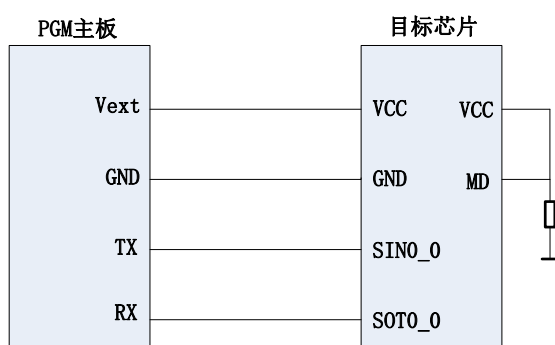 PGM主板
目标芯片
Vext
VCC
VCC
GND
GND
MD
TX
SIN0_0
RX
SOT0_0